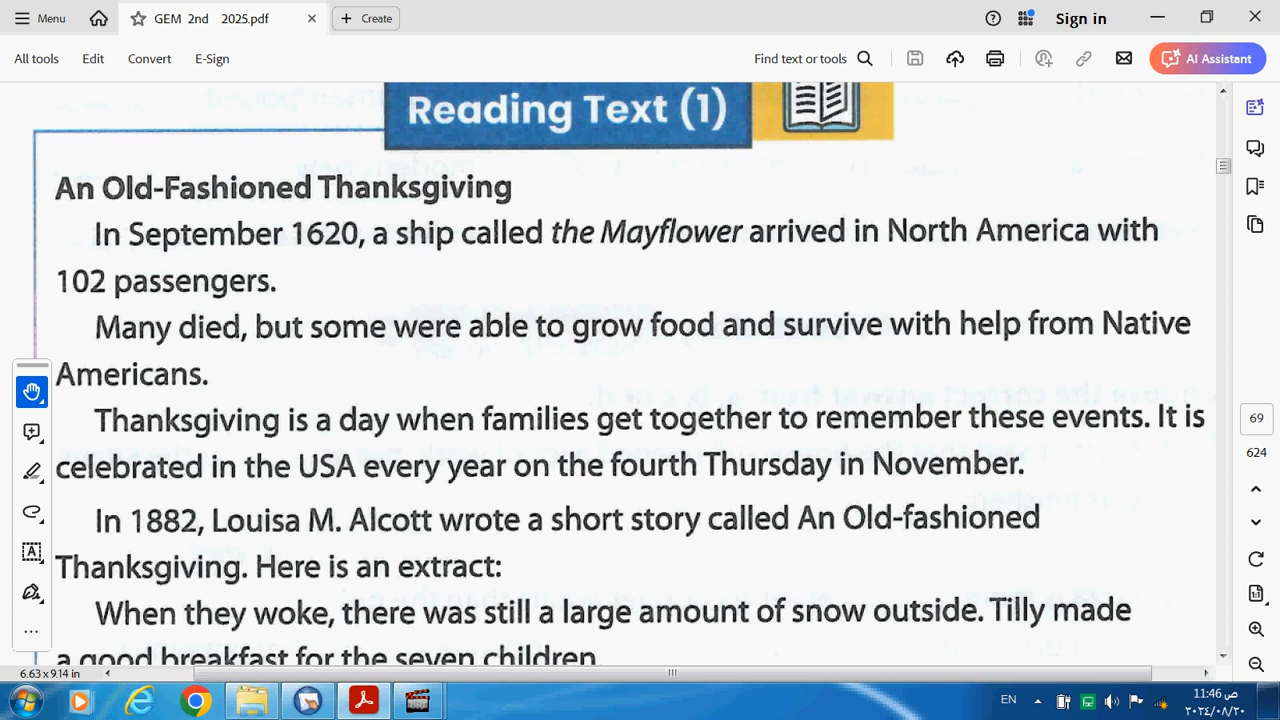 Menu
GEM 2nd 2025.pdf
Create
Sign in
All tools
Edit
Convert
E-Sign
Find text or tools
AI Assistant
Reading Text (1)
An Old-Fashioned Thanksgiving
In September 1620, a ship called the Mayflower arrived in North America with
102 passengers.
Many died, but some were able to grow food and survive with help from Native
Americans.
Thanksgiving is a day when families get together to remember these events. It is
celebrated in the USA every year on the fourth Thursday in November.
In 1882, Louisa M. Alcott wrote a short story called An Old-fashioned
Thanksgiving. Here is an extract:
When they woke, there was still a large amount of snow outside. Tilly made
a good breakfast for the seven children.
69
624
6.63 x 9.14 in
EN
11:46 ص
٢٠٢٤/٠٨/٢٠